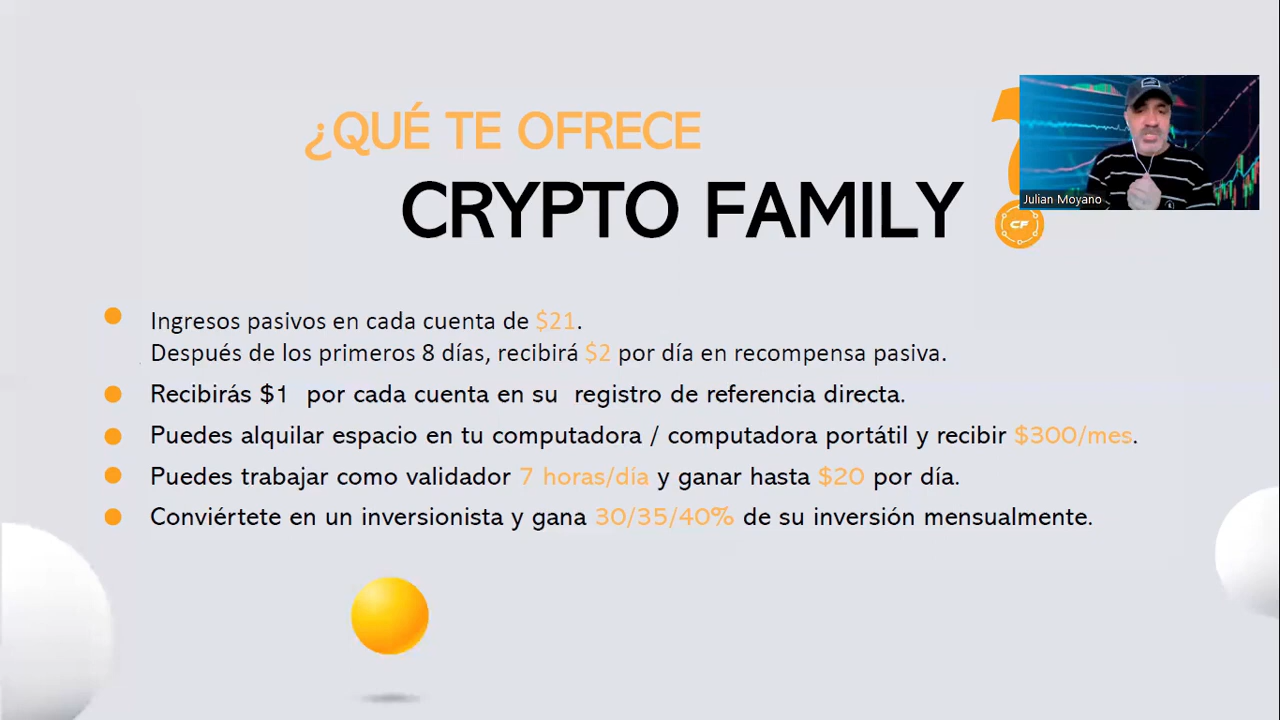 ¿QUÉ TE OFRECE
CRYPTO FAMILY
Julian Moyano
CF
Ingresos pasivos en cada cuenta de $21.
Después de los primeros 8 días, recibirá $2 por día en recompensa pasiva.
Recibirás $1 por cada cuenta en su registro de referencia directa.
Puedes alquilar espacio en tu computadora / computadora portátil y recibir $300/mes.
Puedes trabajar como validador 7 horas/día y ganar hasta $20 por día.
Conviértete en un inversionista y gana 30/35/40% de su inversión mensualmente.